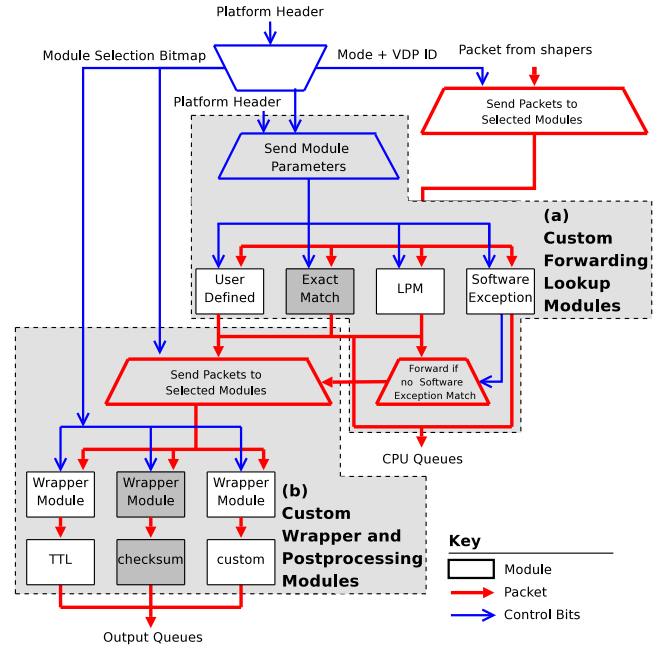 Platform Header
Module Selection Bitmap
Mode + VDP ID
Packet from shapers
Platform Header
Send Packets to
Selected Modules
Send Module
Parameters
(a)
Custom
Forwarding
Lookup
Modules
User
Defined
Exact
Match
LPM
Software
Exception
Send Packets to
Selected Modules
Forward if
no Software
Exception Match
CPU Queues
Wrapper
Module
Wrapper
Module
Wrapper
Module
(b)
Custom
Wrapper and
Postprocessing
Modules
TTL
checksum
custom
Output Queues
Key
Module
Packet
Control Bits